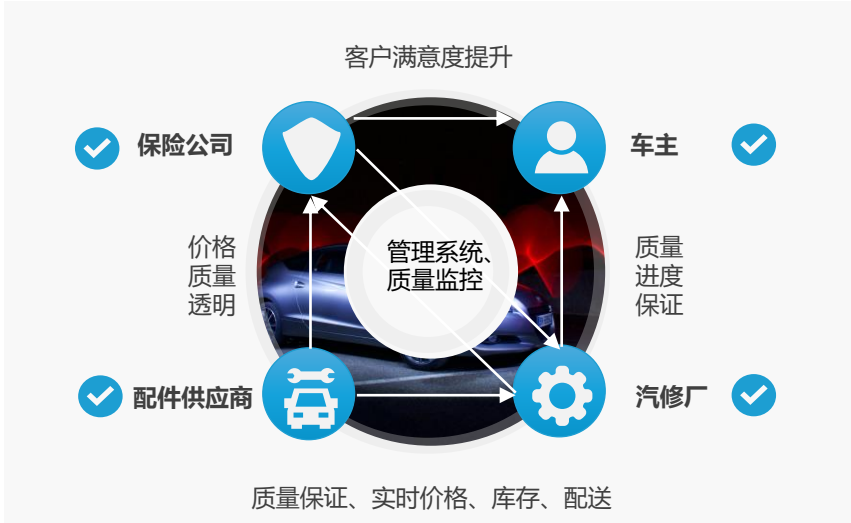 客户满意度提升
保险公司
车主
价格
质量
透明
管理系统、
质量监控
质量
进度
保证
配件供应商
汽修厂
质量保证、实时价格、库存、配送